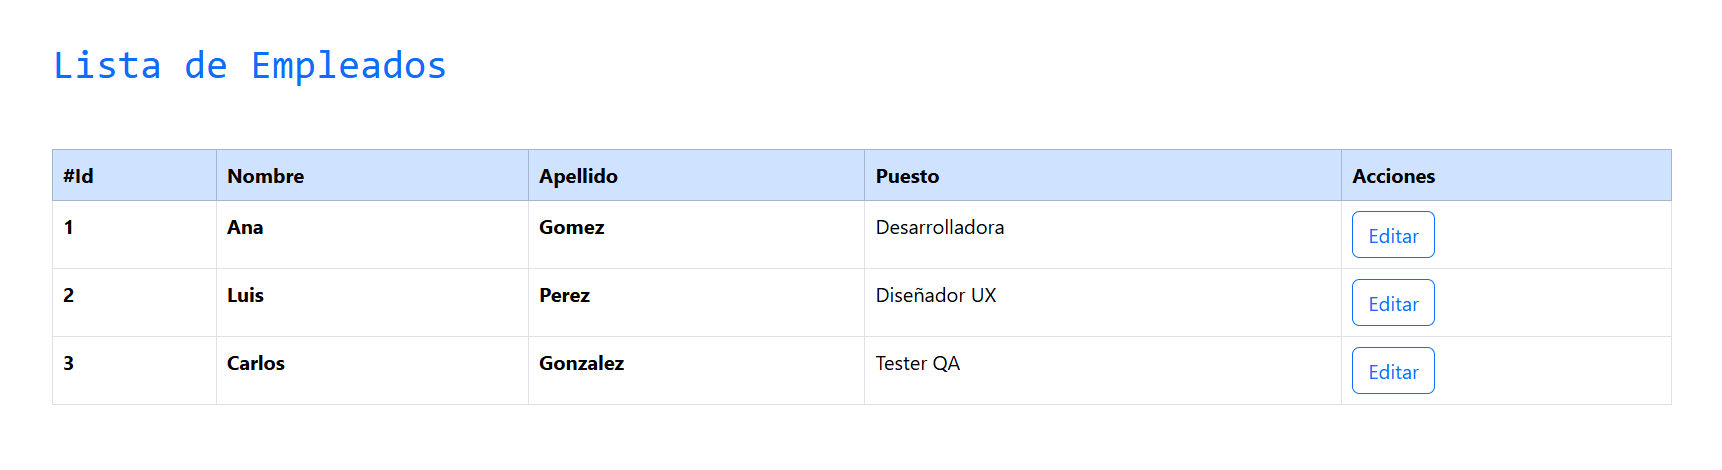 Lista de Empleados
#Id Nombre Apellido Puesto Acciones
1 Ana Gomez Desarrolladora Editar
2 Luis Perez Diseñador UX Editar
3 Carlos Gonzalez Tester QA Editar